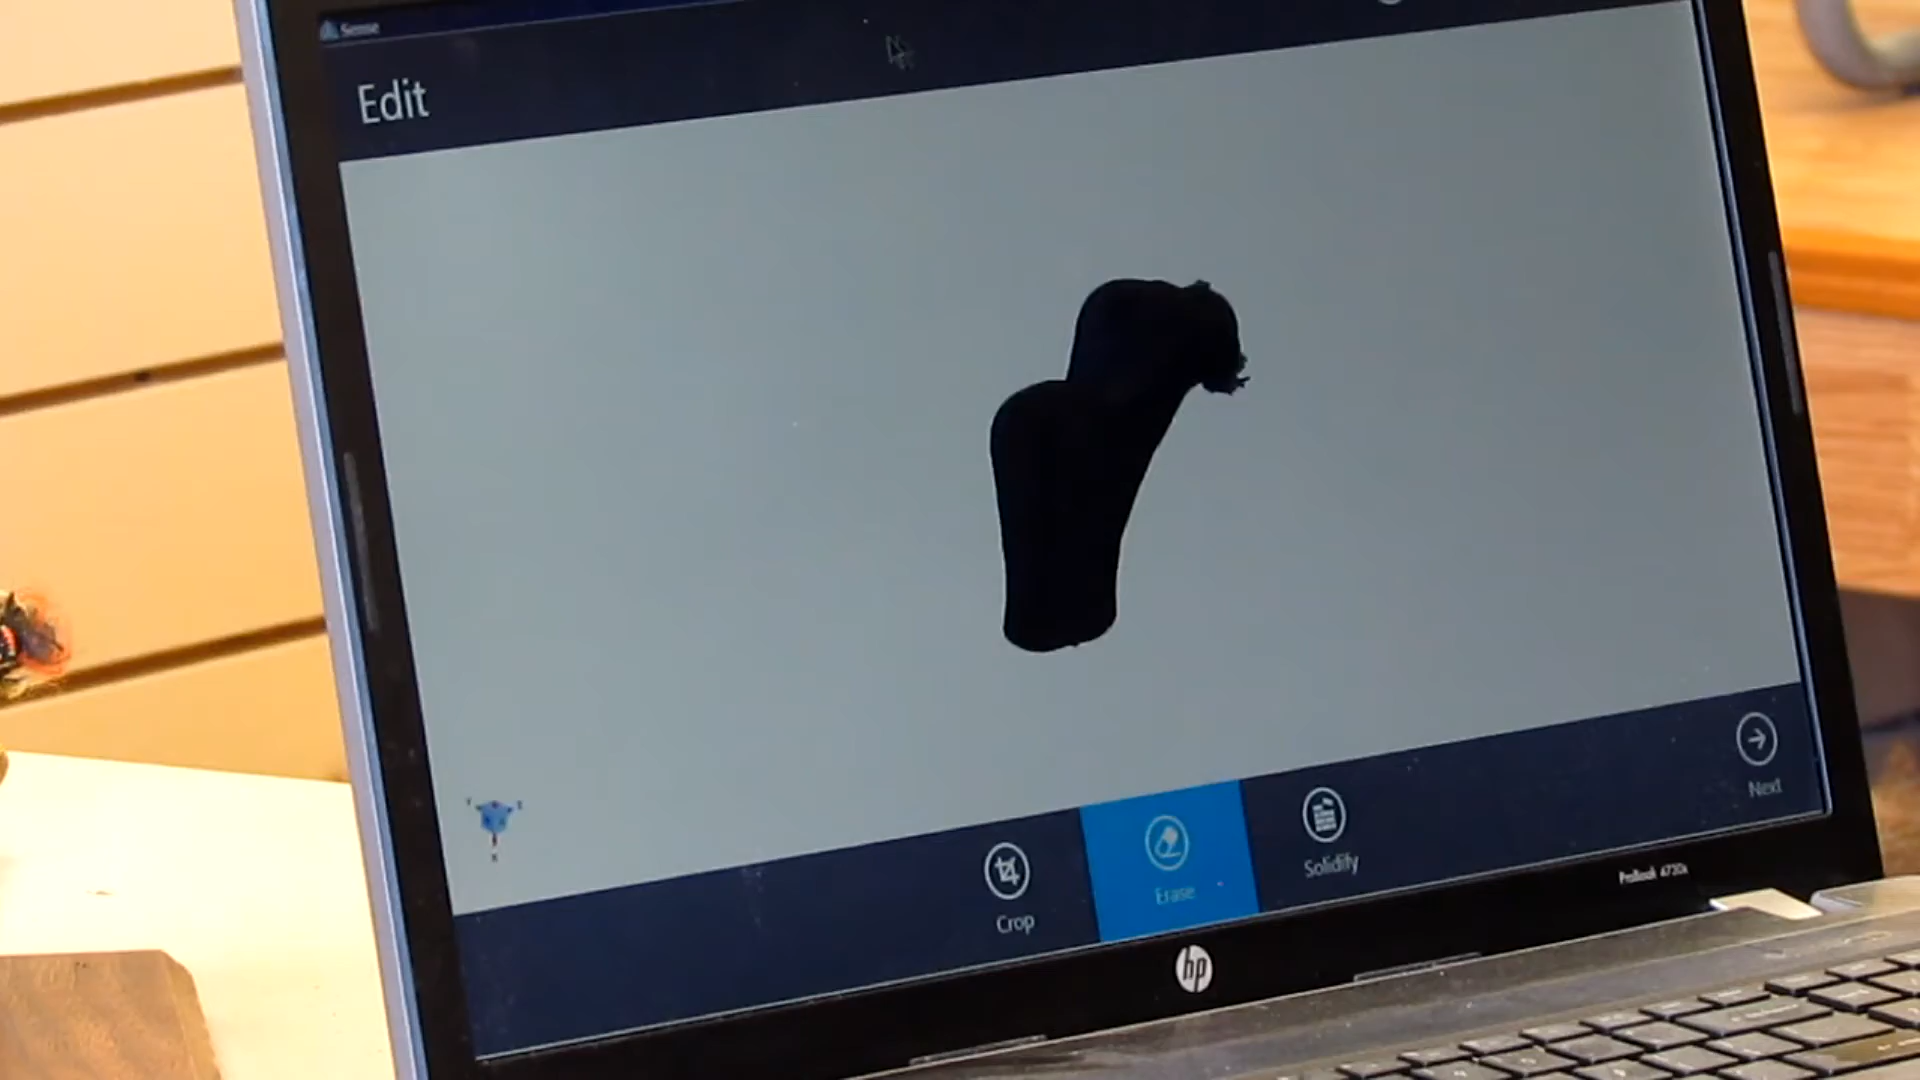 Sense
Edit
Crop
Erase
Solidify
Next
ProBook 4730s
hp